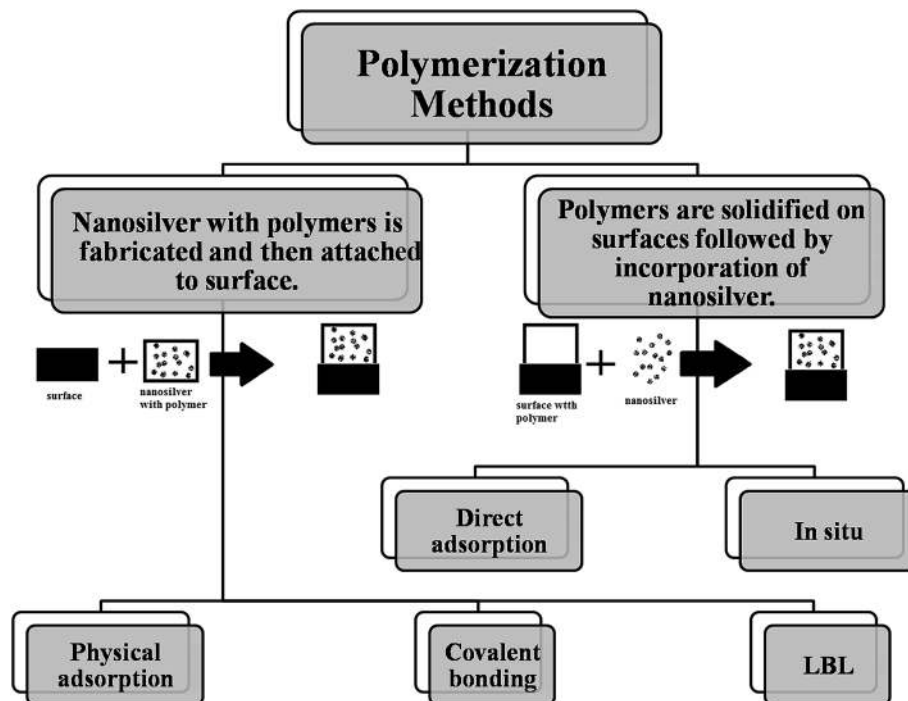 Polymerization
Methods
Nanosilver with polymers is
fabricated and then attached
to surface.
Polymers are solidified on
surfaces followed by
incorporation of
nanosilver.
surface
nanosilver
with polymer
surface wtth
polymer
nanosilver
Direct
adsorption
In situ
Physical
adsorption
Covalent
bonding
LBL